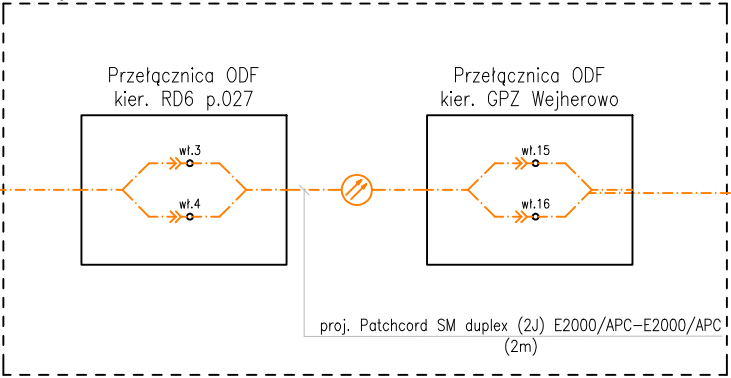 Przełącznica ODF
kier. RD6 p.027
Przełącznica ODF
kier. GPZ Wejherowo
wł.3
wł.4
wł.15
wł.16
proj. Patchcord SM duplex (2J) E2000/APC-E2000/APC
(2m)